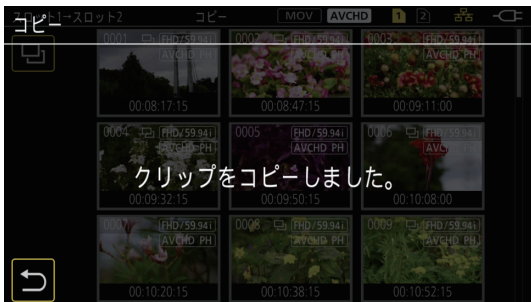 スロット1→スロット2 コピー MOV AVCHD 1 2
コピー
0001 FHD/59.94i AVCHD PH 00:08:17:15
0002 FHD/59.94i AVCHD PH 00:08:47:15
0003 FHD/59.94i AVCHD PH 00:09:11:00
0004 FHD/59.94i AVCHD PH 00:09:32:15
0005 FHD/59.94i AVCHD PH 00:09:50:15
0006 FHD/59.94i AVCHD PH 00:10:08:00
クリップをコピーしました。
0007 FHD/59.94i AVCHD PH 00:10:20:15
0008 FHD/59.94i AVCHD PH 00:10:38:15
0009 FHD/59.94i AVCHD PH 00:10:52:15